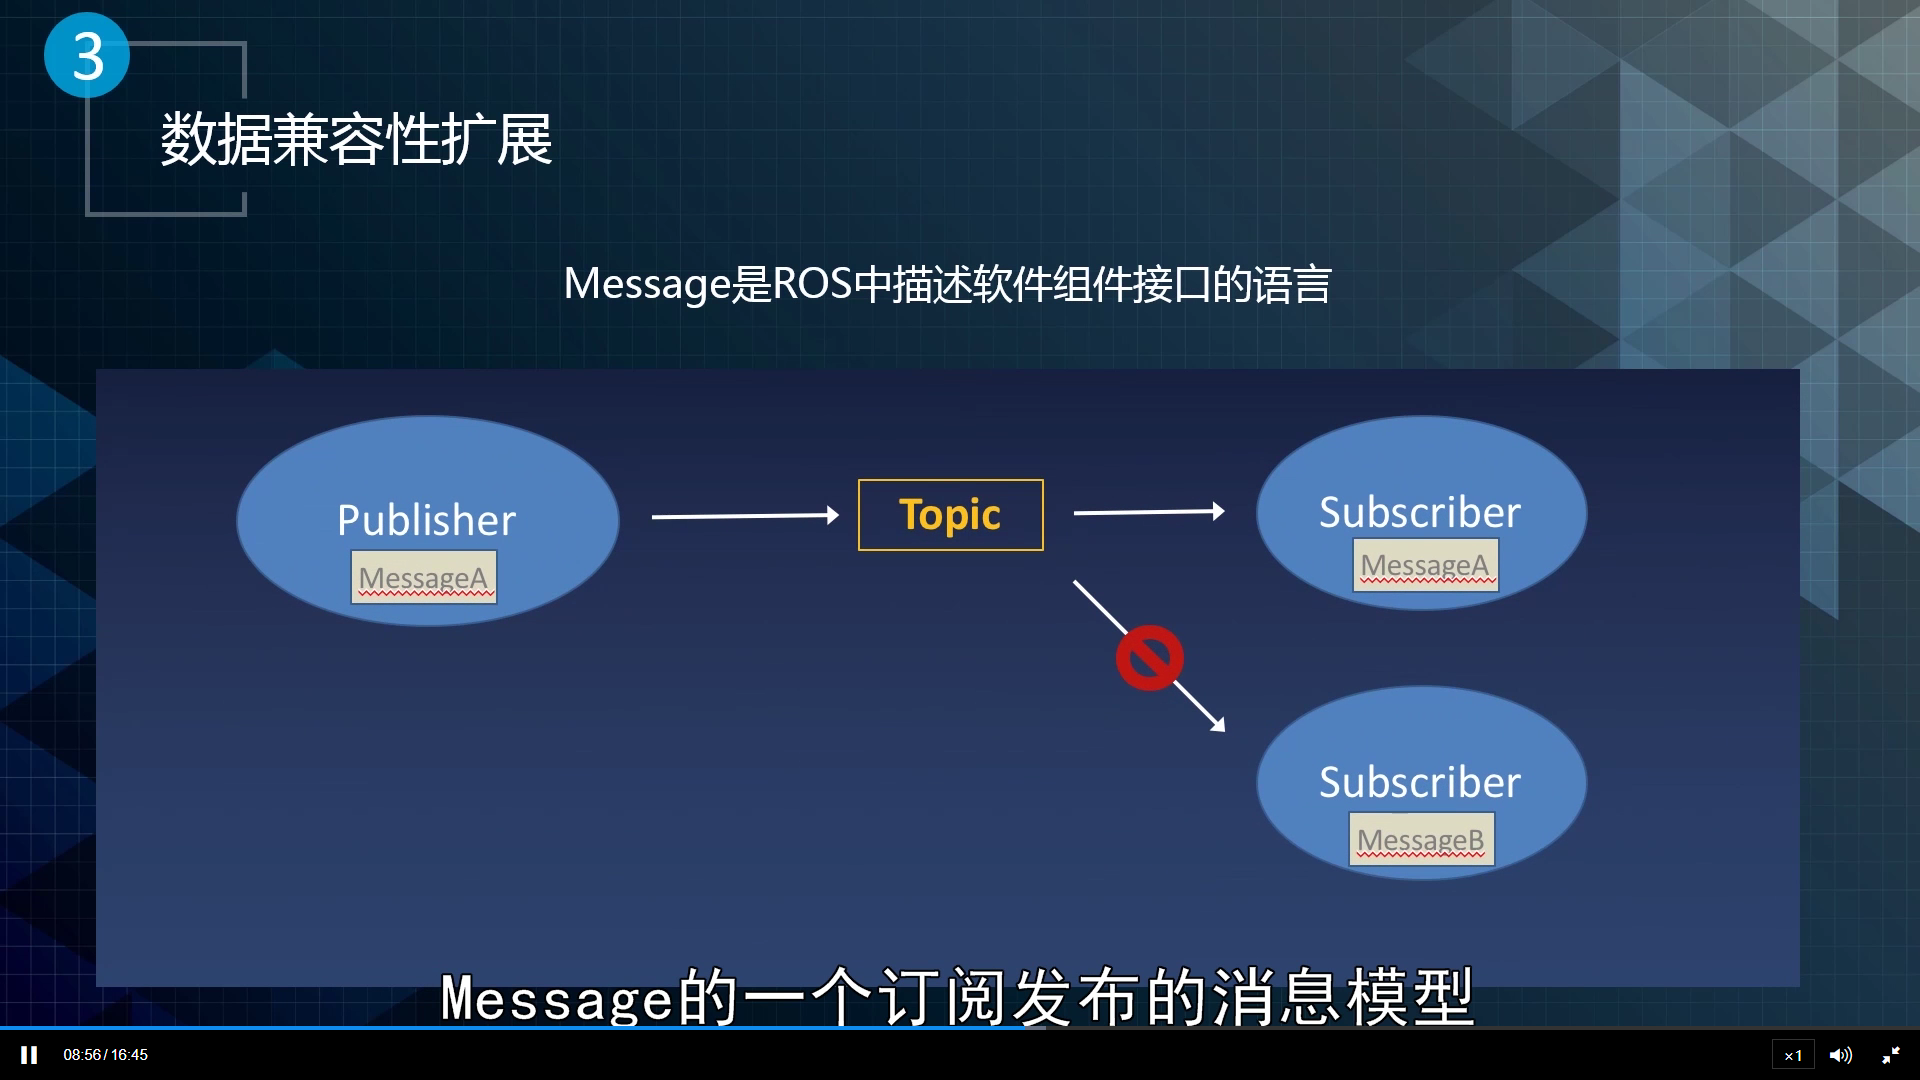 3
数据兼容性扩展
Message是ROS中描述软件组件接口的语言
Publisher
MessageA
Topic
Subscriber
MessageA
Subscriber
MessageB
Message的一个订阅发布的消息模型
08:56/16:45
×1